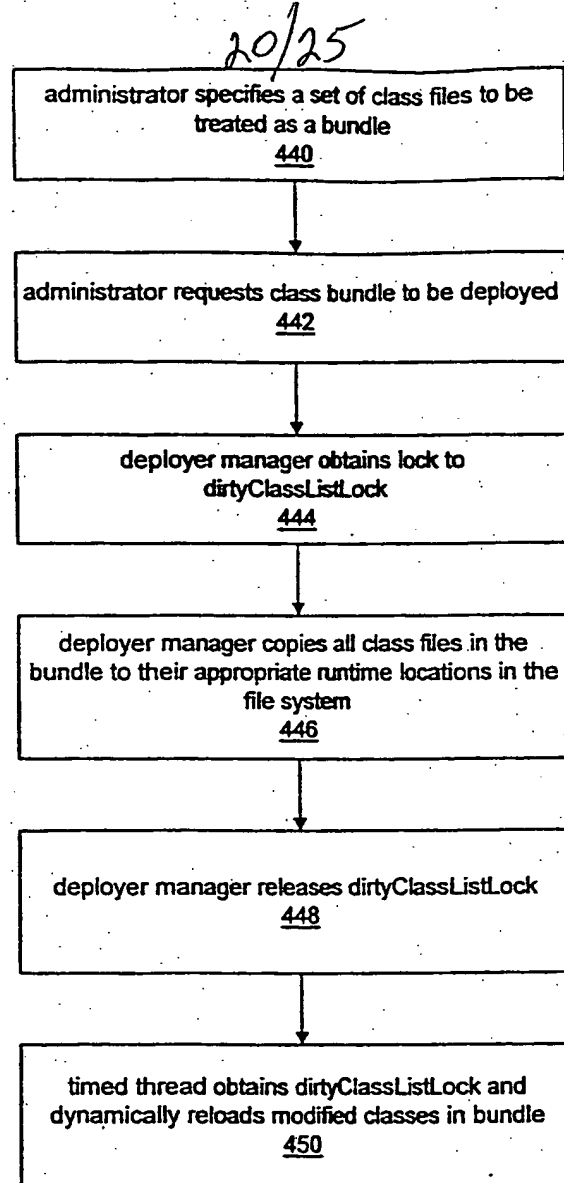 20/25
administrator specifies a set of class files to be
treated as a bundle
440
administrator requests class bundle to be deployed
442
deployer manager obtains lock to
dirtyClassListLock
444
deployer manager copies all class files in the
bundle to their appropriate runtime locations in the
file system
446
deployer manager releases dirtyClassListLock
448
timed thread obtains dirtyClassListLock and
dynamically reloads modified classes in bundle
450